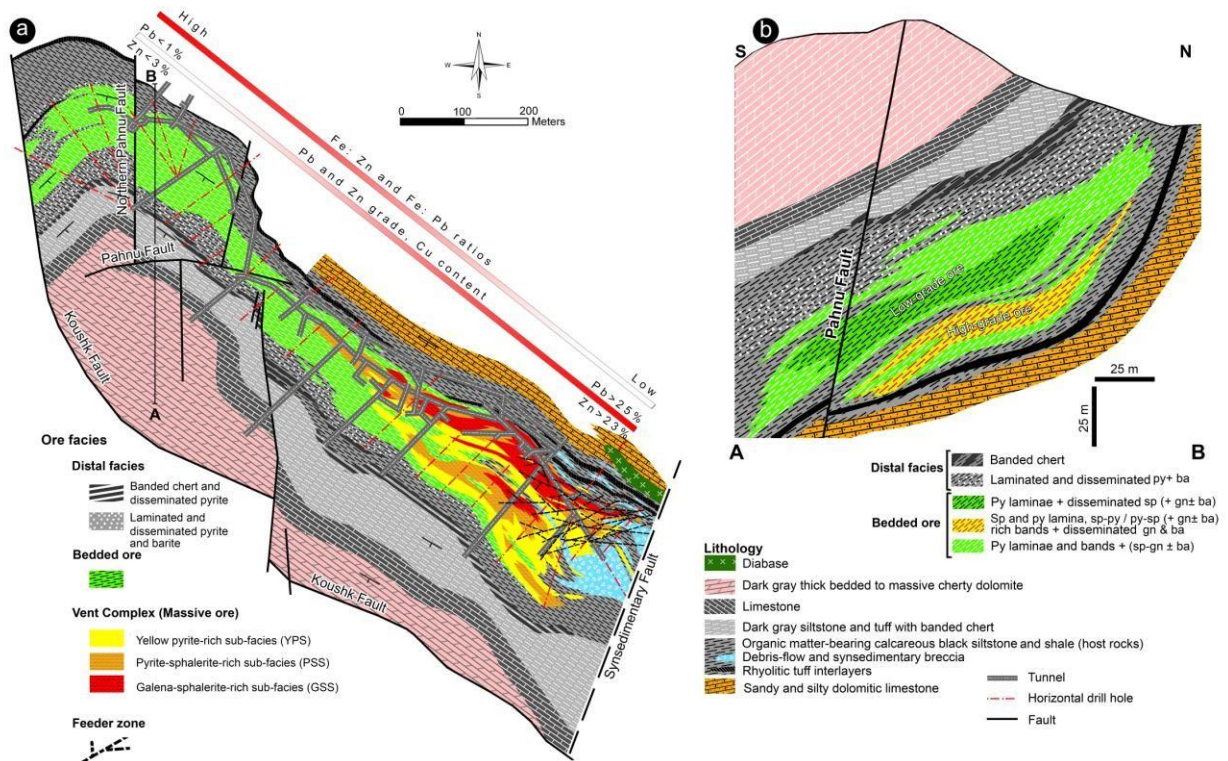 a
High
Pb<1%
Zn<3%
B
N
W
E
S
0 100 200
Meters
Fe: Zn and Fe: Pb ratios
Pb and Zn grade, Cu content
Northern Pahnu Fault
Pahnu Fault
Koushk Fault
A
Low
Pb>25%
Zn>23%
Koushk Fault
Synsedimentary Fault
Ore facies
Distal facies
Banded chert and
disseminated pyrite
Laminated and
disseminated pyrite
and barite
Bedded ore
Vent Complex (Massive ore)
Yellow pyrite-rich sub-facies (YPS)
Pyrite-sphalerite-rich sub-facies (PSS)
Galena-sphalerite-rich sub-facies (GSS)
Feeder zone
b
S
N
Pahnu Fault
Low-grade ore
High-grade ore
25 m
25 m
A
B
Distal facies
Banded chert
Laminated and disseminated py+ ba
Bedded ore
Py laminae + disseminated sp (+ gn± ba)
Sp and py lamina, sp-py / py-sp (+ gn± ba)
rich bands + disseminated gn & ba
Py laminae and bands + (sp-gn ± ba)
Lithology
Diabase
Dark gray thick bedded to massive cherty dolomite
Limestone
Dark gray siltstone and tuff with banded chert
Organic matter-bearing calcareous black siltstone and shale (host rocks)
Debris-flow and synsedimentary breccia
Rhyolitic tuff interlayers
Sandy and silty dolomitic limestone
Tunnel
Horizontal drill hole
Fault